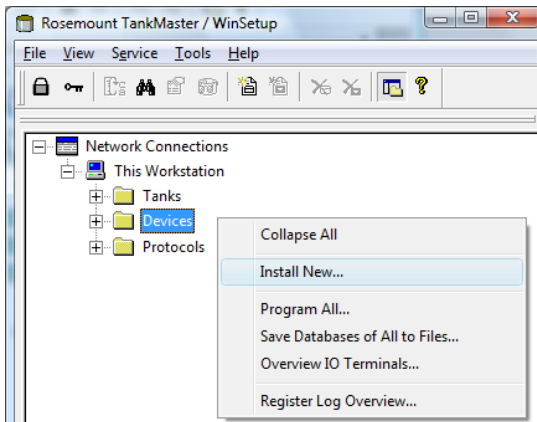 Rosemount TankMaster / WinSetup
File View Service Tools Help
Network Connections
This Workstation
Tanks
Devices
Protocols
Collapse All
Install New...
Program All...
Save Databases of All to Files...
Overview IO Terminals...
Register Log Overview...